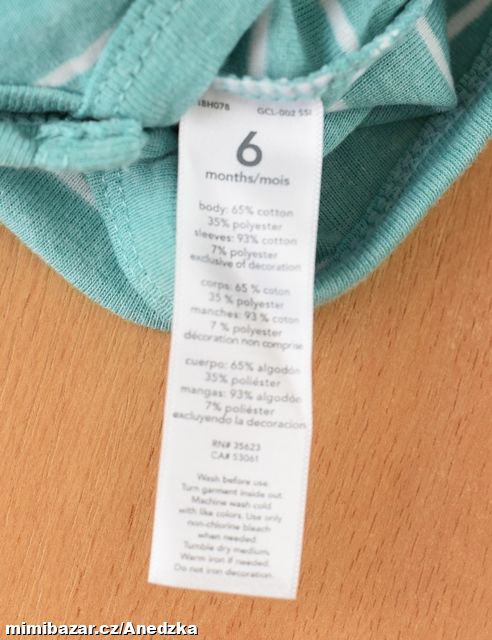 GCL-002 SSI
6
months/mois
body: 65% cotton
35% polyester
sleeves: 93% cotton
7% polyester
exclusive of decoration
corps: 65 % coton
35 % polyester
manches: 93 % coton
7 % polyester
décoration non comprise
cuerpo: 65% algodón
35% poliéster
mangas: 93% algodón
7% poliéster
excluyendo la decoracion
RN# 35623
CA# 53061
Wash before use.
Turn garment inside out.
Machine wash cold
with like colors. Use only
non-chlorine bleach
when needed.
Tumble dry medium.
Warm iron if needed.
Do not iron decoration.
mimibazar.cz/Anedzka